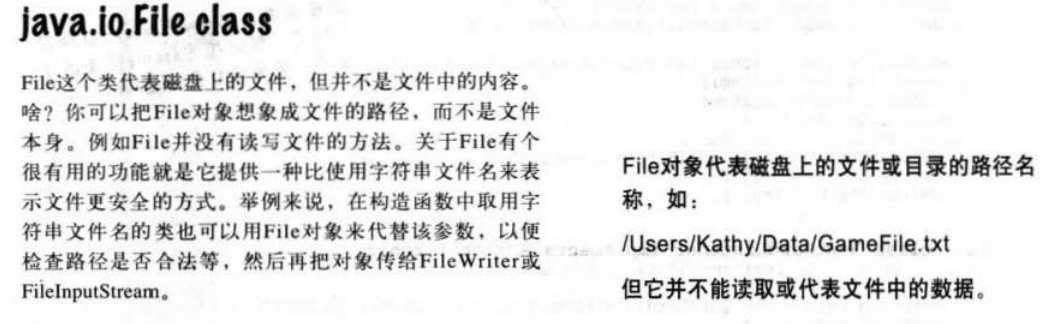 java.io.File class
File这个类代表磁盘上的文件，但并不是文件中的内容。
啥？你可以把File对象想象成文件的路径，而不是文件
本身。例如File并没有读写文件的方法。关于File有个
很有用的功能就是它提供一种比使用字符串文件名来表
示文件更安全的方式。举例来说，在构造函数中取用字
符串文件名的类也可以用File对象来代替该参数，以便
检查路径是否合法等，然后再把对象传给FileWriter或
FileInputStream。
File对象代表磁盘上的文件或目录的路径名
称，如：
/Users/Kathy/Data/GameFile.txt
但它并不能读取或代表文件中的数据。